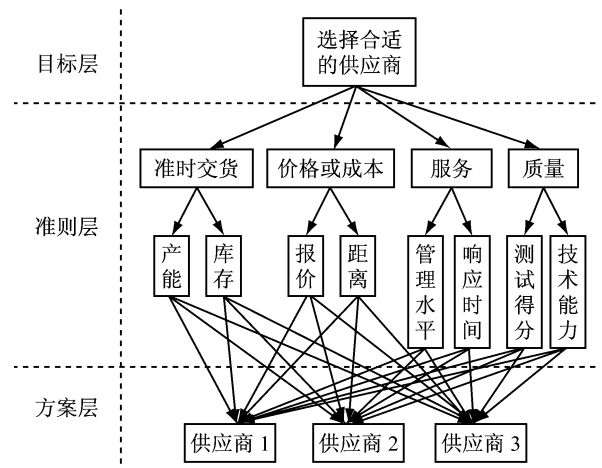 选择合适
的供应商
目标层
准时交货
价格或成本
服务
质量
准则层
产能
库存
报价
距离
管理水平
响应时间
测试得分
技术能力
方案层
供应商 1
供应商 2
供应商 3